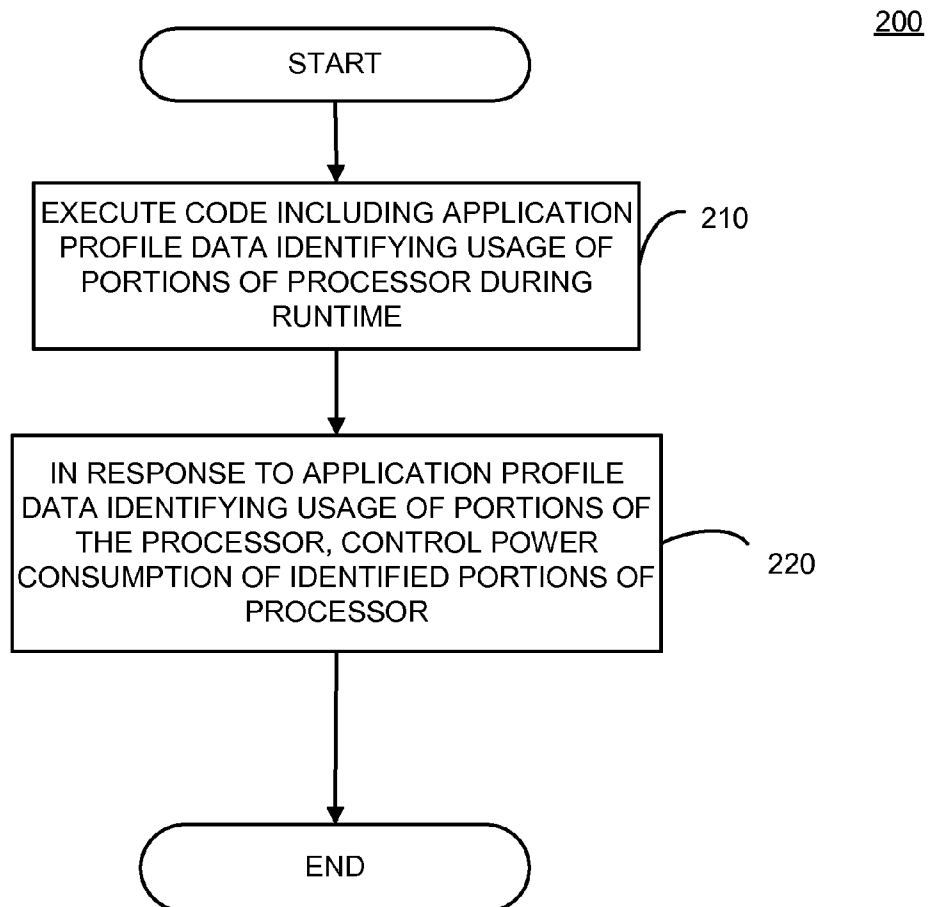 200
START
EXECUTE CODE INCLUDING APPLICATION
PROFILE DATA IDENTIFYING USAGE OF
PORTIONS OF PROCESSOR DURING
RUNTIME
210
IN RESPONSE TO APPLICATION PROFILE
DATA IDENTIFYING USAGE OF PORTIONS OF
THE PROCESSOR, CONTROL POWER
CONSUMPTION OF IDENTIFIED PORTIONS OF
PROCESSOR
220
END